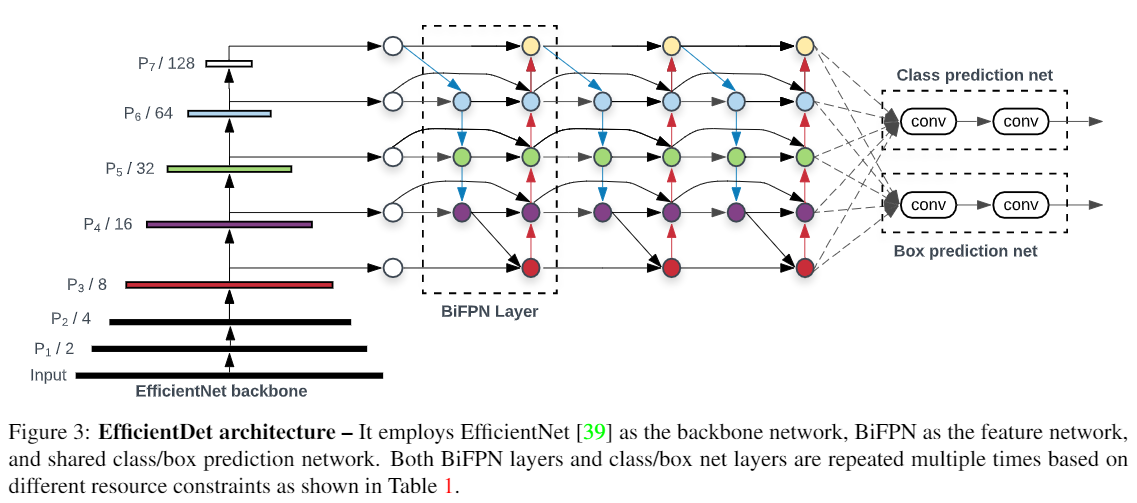 P7 / 128
P6 / 64
P5 / 32
P4 / 16
P3 / 8
P2 / 4
P1 / 2
Input
EfficientNet backbone
BiFPN Layer
Class prediction net
conv
conv
conv
conv
Box prediction net
Figure 3: EfficientDet architecture – It employs EfficientNet [39] as the backbone network, BiFPN as the feature network,
and shared class/box prediction network. Both BiFPN layers and class/box net layers are repeated multiple times based on
different resource constraints as shown in Table 1.